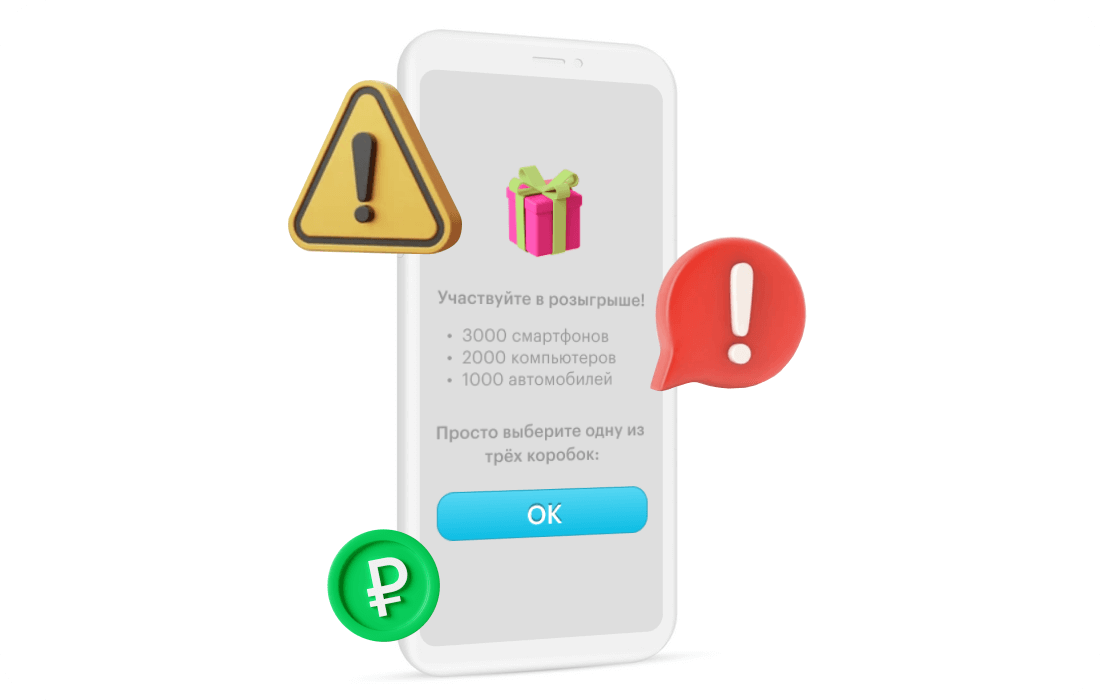 Участвуйте в розыгрыше!
• 3000 смартфонов
• 2000 компьютеров
• 1000 автомобилей
Просто выберите одну из
трёх коробок:
OK
₽